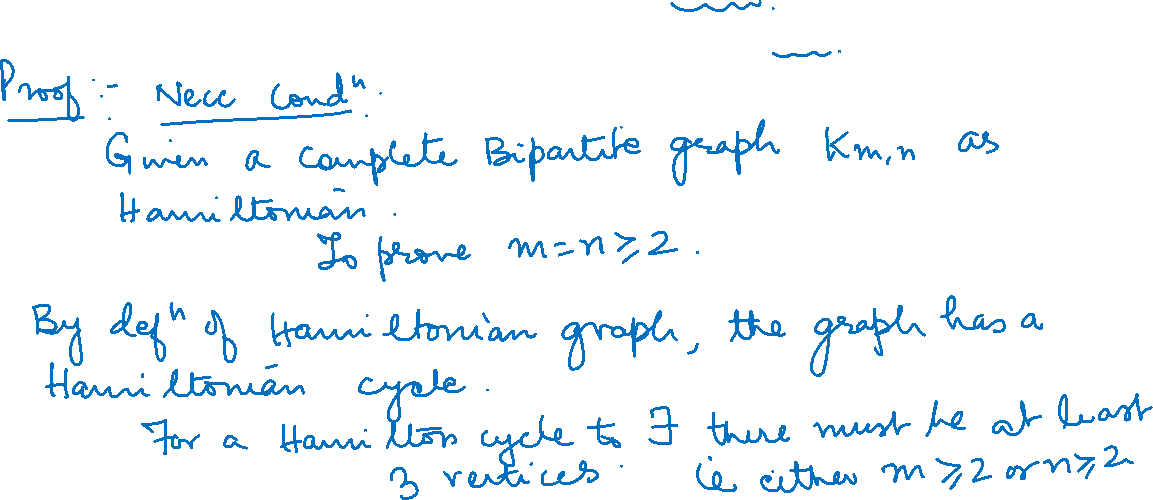 Proof :- Necc Condⁿ.
Given a complete Bipartite graph Km,n as
Hamiltonian.
To prove m=n⩾2.
By defⁿ of Hamiltonian graph, the graph has a
Hamiltonian cycle.
For a Hamilton cycle to ∃ there must be at least
3 vertices. ie either m⩾2 or n⩾2